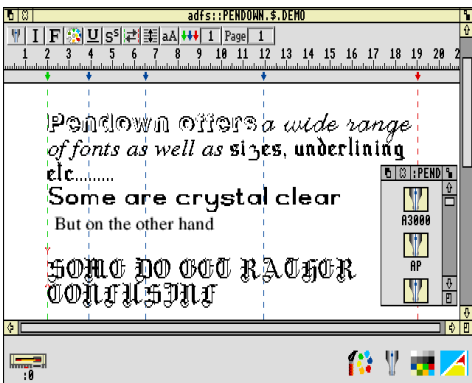 adfs::PENDOWN.$.DEMO
I F U S aA 1 Page 1
1 2 3 4 5 6 7 8 9 10 11 12 13 14 15 16 17 18 19 20 2
Pendown offers a wide range
of fonts as well as sizes, underlining
etc.........
Some are crystal clear
But on the other hand
SOME DO GET RATHER
CONFUSING
:PEND
A3000
AP
:0